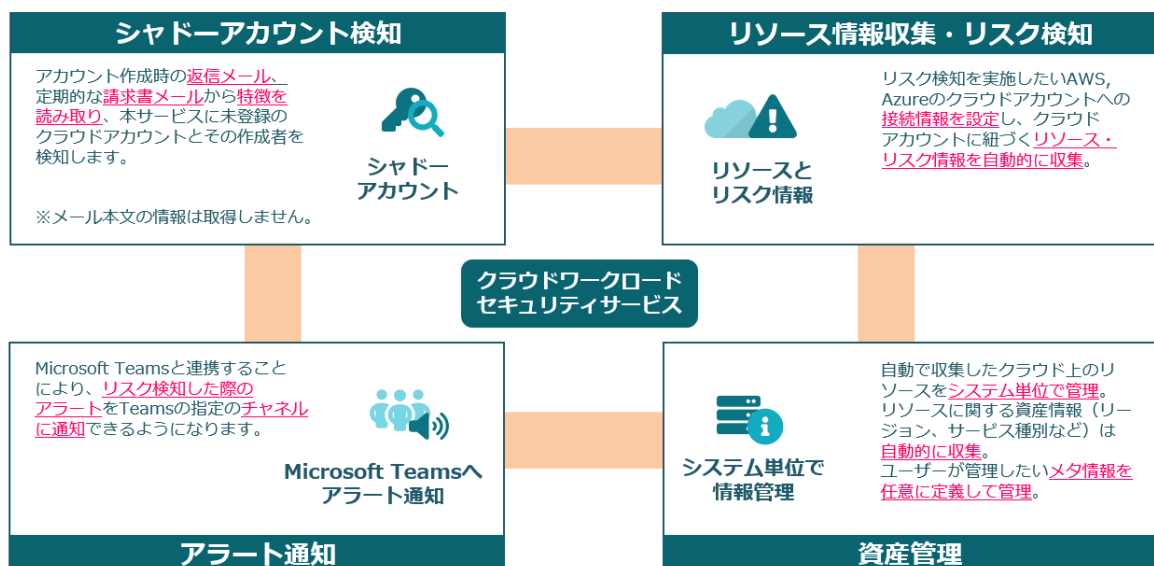 シャドーアカウント検知
アカウント作成時の返信メール、
定期的な請求書メールから特徴を
読み取り、本サービスに未登録の
クラウドアカウントとその作成者を
検知します。
※メール本文の情報は取得しません。
シャドー
アカウント
リソース情報収集・リスク検知
リソースと
リスク情報
リスク検知を実施したいAWS,
Azureのクラウドアカウントへの
接続情報を設定し、クラウド
アカウントに紐づくリソース・
リスク情報を自動的に収集。
クラウドワークロード
セキュリティサービス
Microsoft Teamsと連携すること
により、リスク検知した際の
アラートをTeamsの指定のチャネル
に通知できるようになります。
Microsoft Teamsへ
アラート通知
アラート通知
システム単位で
情報管理
自動で収集したクラウド上のリ
ソースをシステム単位で管理。
リソースに関する資産情報（リー
ジョン、サービス種別など）は
自動的に収集。
ユーザーが管理したいメタ情報を
任意に定義して管理。
資産管理